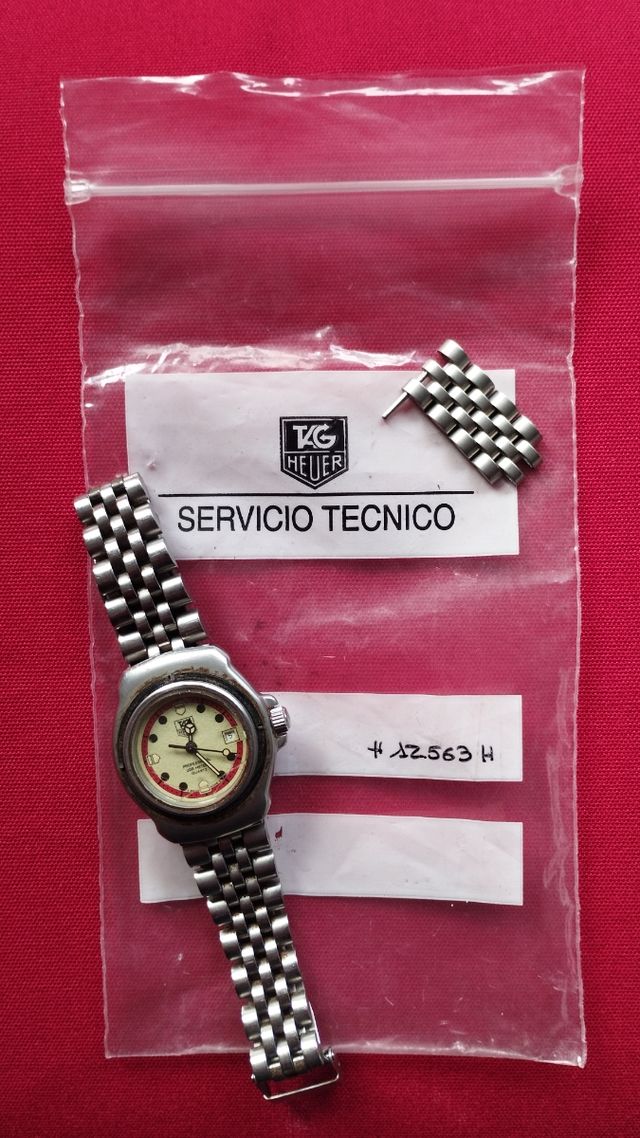 TAG
HEUER
SERVICIO TECNICO
# 12563 H